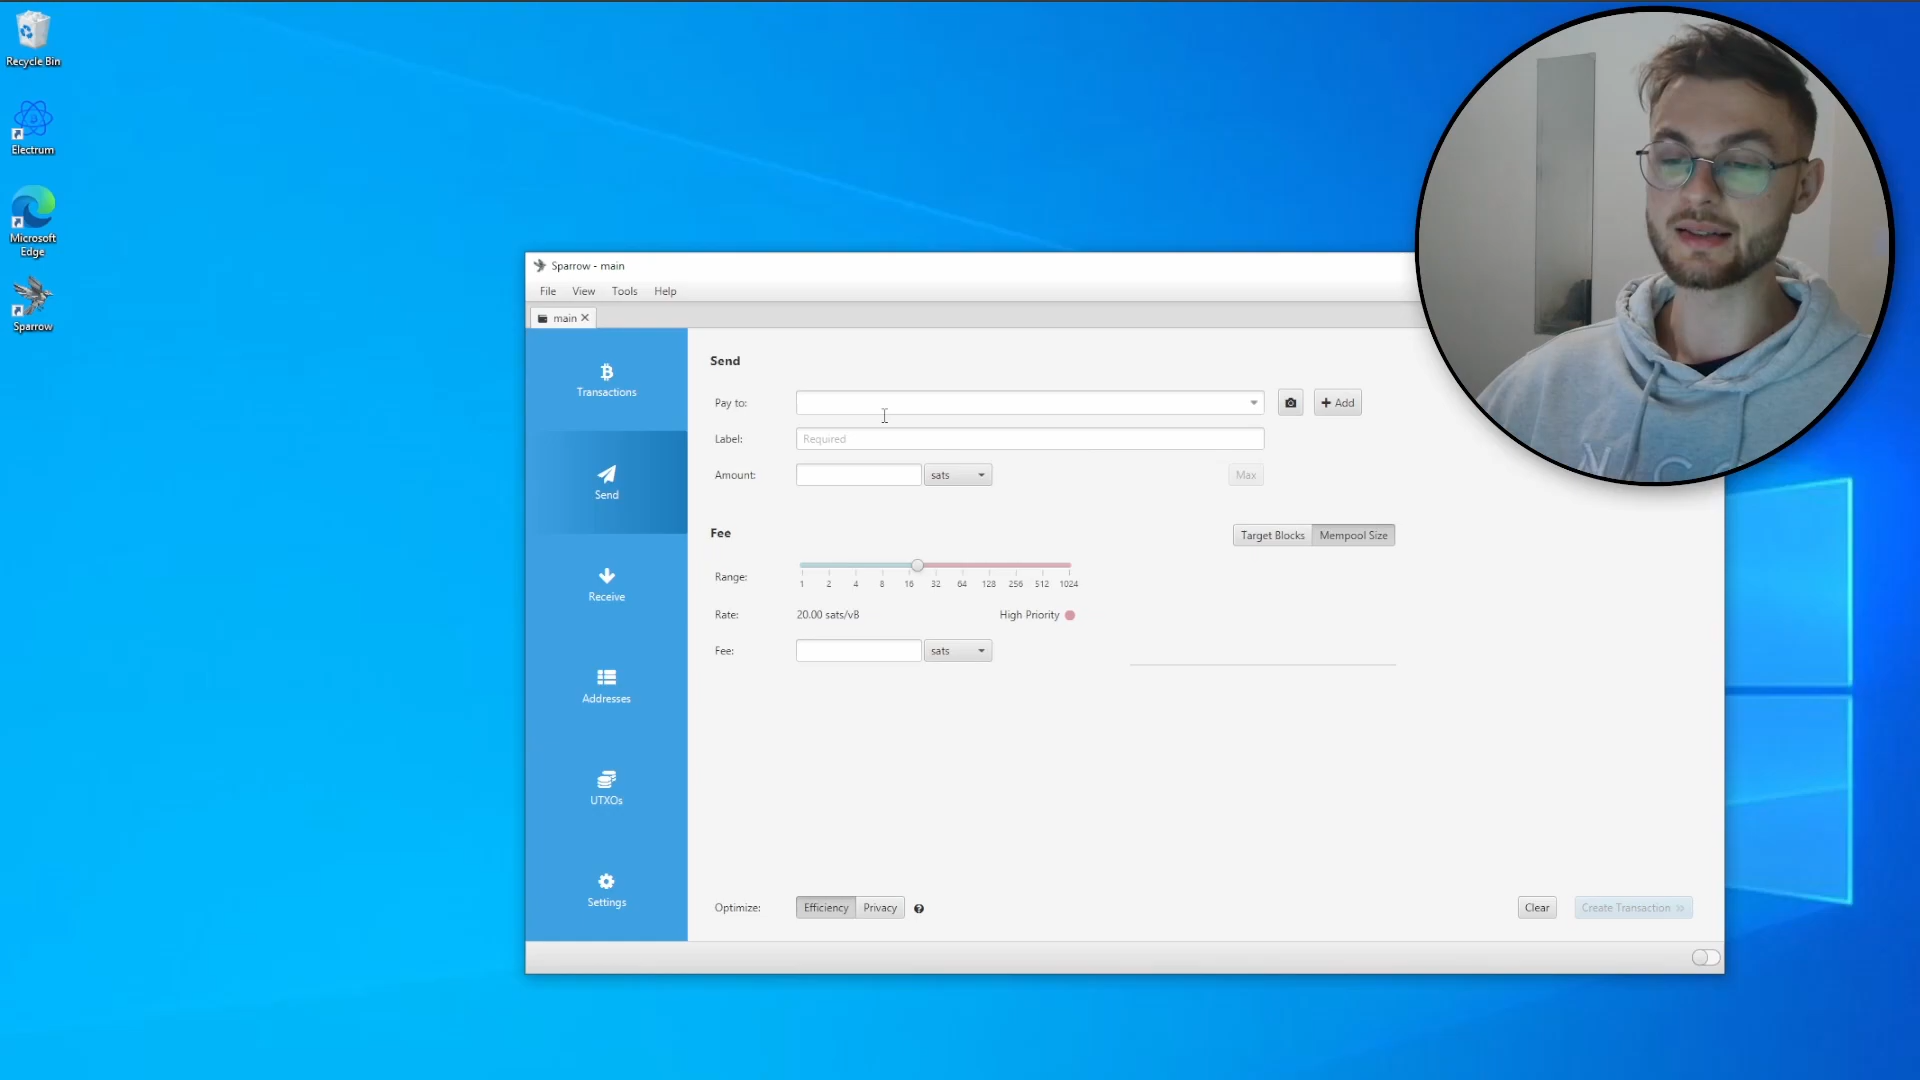 Recycle Bin
Electrum
Microsoft
Edge
Sparrow
Sparrow - main
File View Tools Help
main
Transactions
Send
Receive
Addresses
UTXOs
Settings
Send
Pay to:
Add
Label: Required
Amount: sats Max
Fee Target Blocks Mempool Size
Range: 1 2 4 8 16 32 64 128 256 512 1024
Rate: 20.00 sats/vB High Priority
Fee: sats
Optimize: Efficiency Privacy Clear Create Transaction »